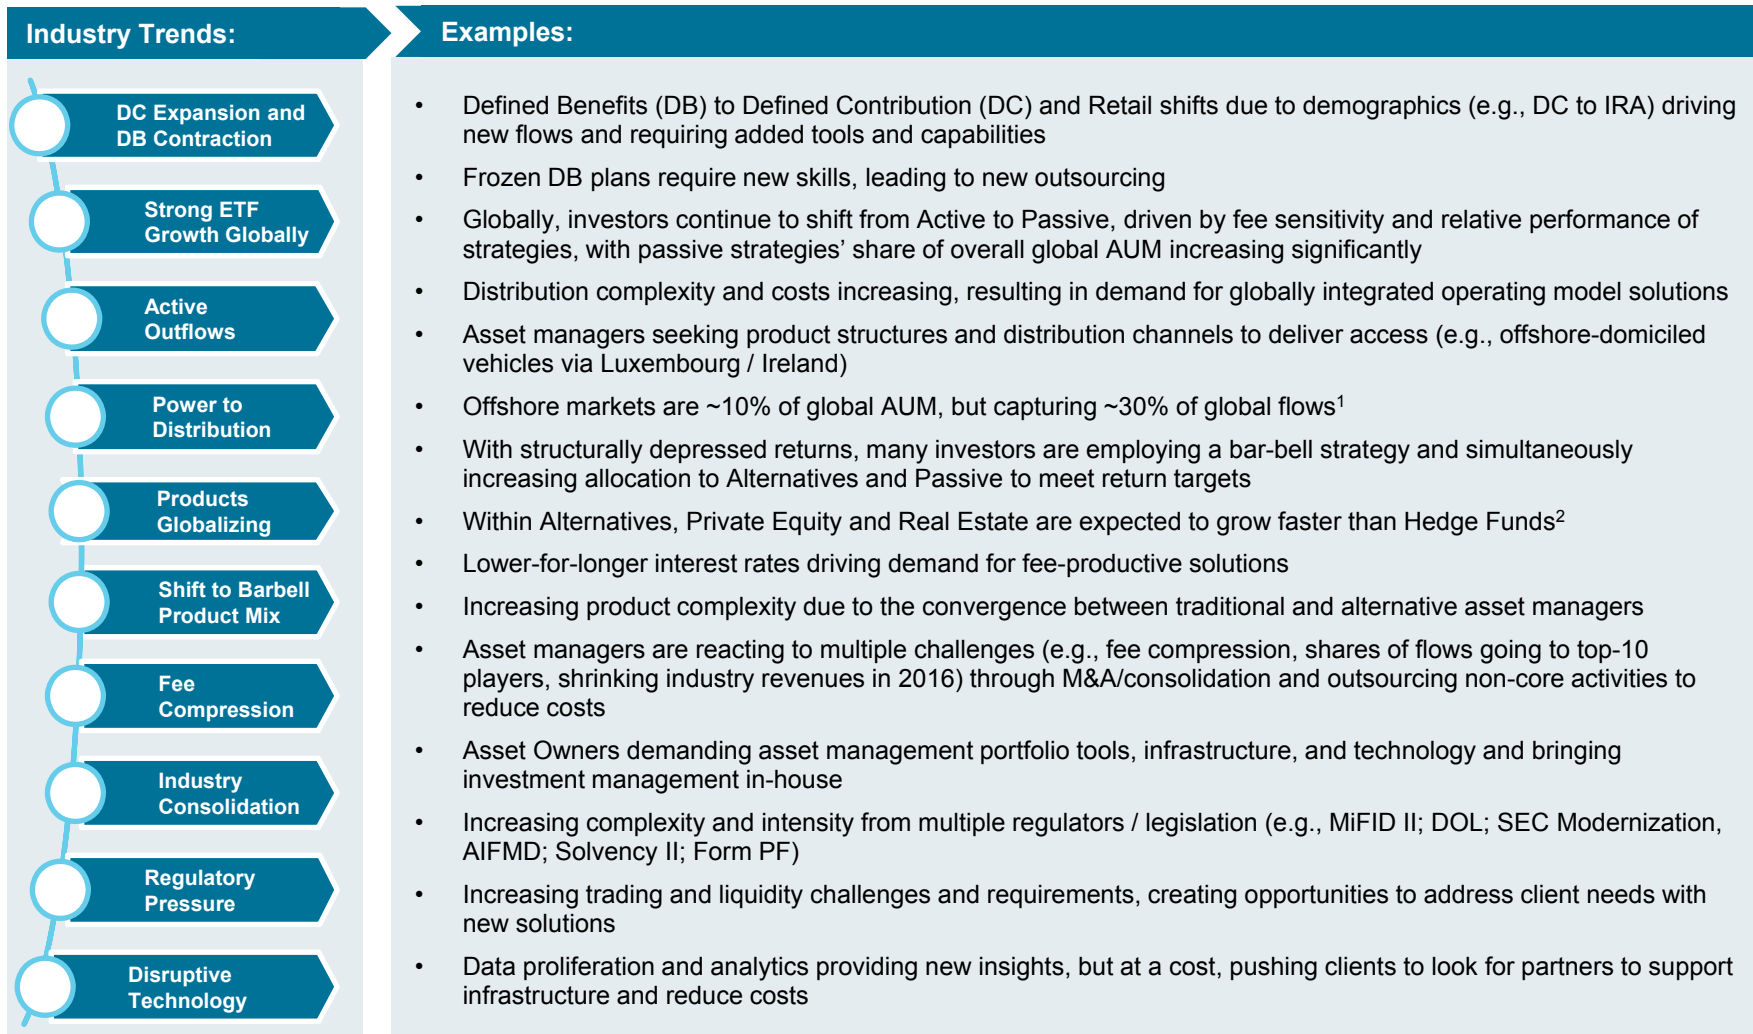 Industry Trends:
Examples:
DC Expansion and
DB Contraction
Strong ETF
Growth Globally
Active
Outflows
Power to
Distribution
Products
Globalizing
Shift to Barbell
Product Mix
Fee
Compression
Industry
Consolidation
Regulatory
Pressure
Disruptive
Technology
• Defined Benefits (DB) to Defined Contribution (DC) and Retail shifts due to demographics (e.g., DC to IRA) driving
new flows and requiring added tools and capabilities
• Frozen DB plans require new skills, leading to new outsourcing
• Globally, investors continue to shift from Active to Passive, driven by fee sensitivity and relative performance of
strategies, with passive strategies’ share of overall global AUM increasing significantly
• Distribution complexity and costs increasing, resulting in demand for globally integrated operating model solutions
• Asset managers seeking product structures and distribution channels to deliver access (e.g., offshore-domiciled
vehicles via Luxembourg / Ireland)
• Offshore markets are ~10% of global AUM, but capturing ~30% of global flows¹
• With structurally depressed returns, many investors are employing a bar-bell strategy and simultaneously
increasing allocation to Alternatives and Passive to meet return targets
• Within Alternatives, Private Equity and Real Estate are expected to grow faster than Hedge Funds²
• Lower-for-longer interest rates driving demand for fee-productive solutions
• Increasing product complexity due to the convergence between traditional and alternative asset managers
• Asset managers are reacting to multiple challenges (e.g., fee compression, shares of flows going to top-10
players, shrinking industry revenues in 2016) through M&A/consolidation and outsourcing non-core activities to
reduce costs
• Asset Owners demanding asset management portfolio tools, infrastructure, and technology and bringing
investment management in-house
• Increasing complexity and intensity from multiple regulators / legislation (e.g., MiFID II; DOL; SEC Modernization,
AIFMD; Solvency II; Form PF)
• Increasing trading and liquidity challenges and requirements, creating opportunities to address client needs with
new solutions
• Data proliferation and analytics providing new insights, but at a cost, pushing clients to look for partners to support
infrastructure and reduce costs